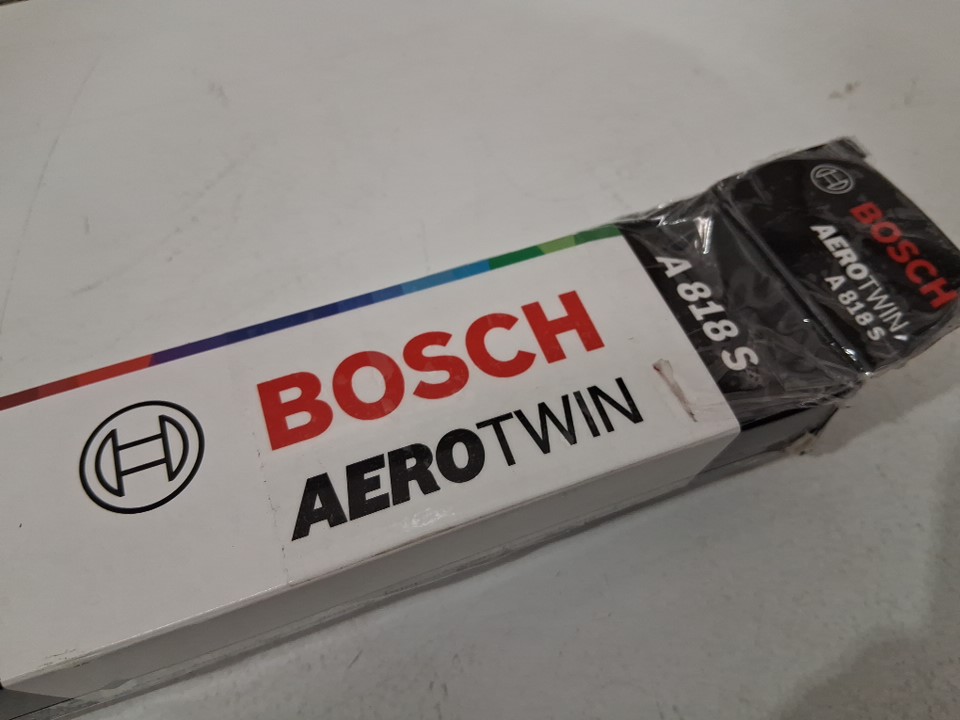 BOSCH
AEROTWIN
A 818 S
BOSCH
AEROTWIN
A 818 S